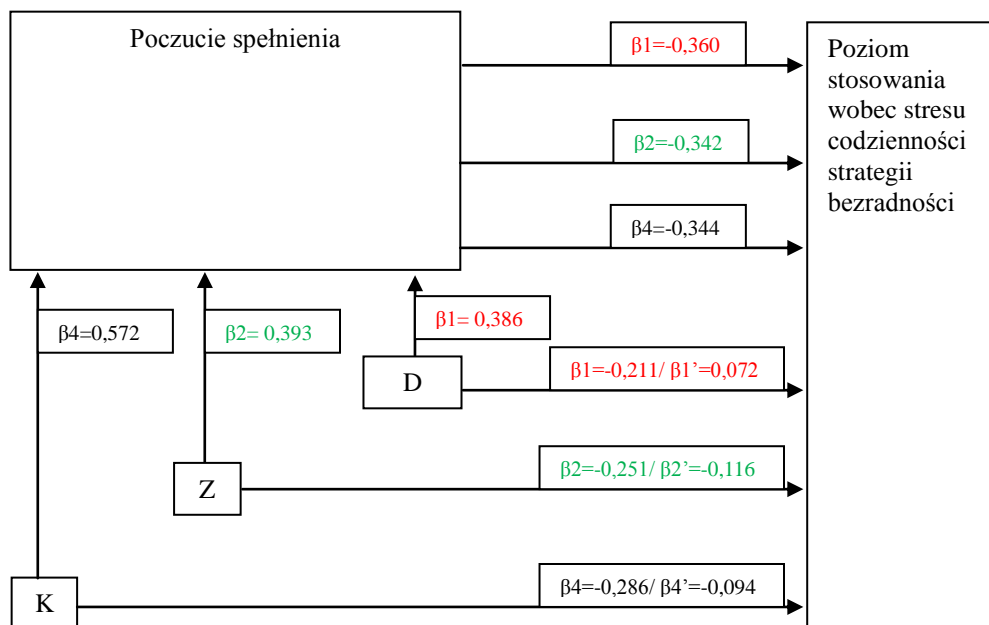 Poczucie spełnienia
β1=-0,360
β2=-0,342
β4=-0,344
Poziom
stosowania
wobec stresu
codzienności
strategii
bezradności
β4=0,572
β2= 0,393
β1= 0,386
D
β1=-0,211/ β1’=0,072
Z
β2=-0,251/ β2’=-0,116
K
β4=-0,286/ β4’=-0,094